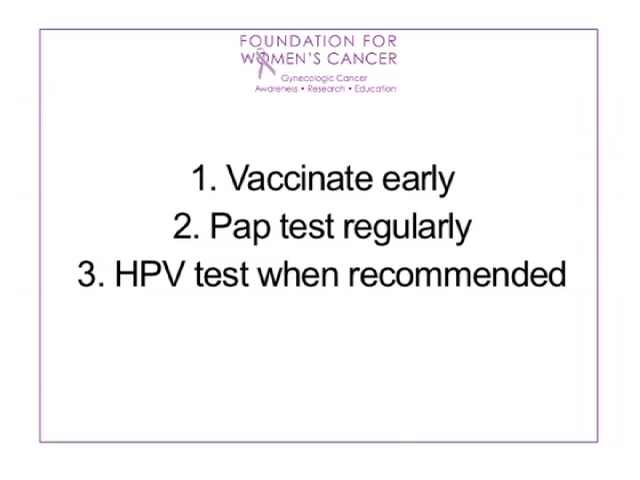 FOUNDATION FOR
WOMEN'S CANCER
Gynecologic Cancer
Awareness • Research • Education
1. Vaccinate early
2. Pap test regularly
3. HPV test when recommended